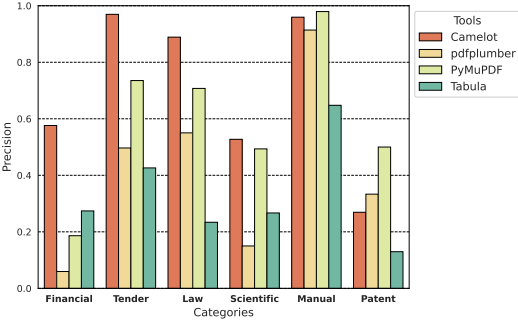 Precision
1.0
0.8
0.6
0.4
0.2
0.0
Financial Tender Law Scientific Manual Patent
Categories
Tools
Camelot
pdfplumber
PyMuPDF
Tabula